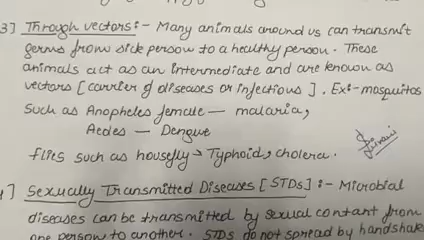 3] Through vectors:- Many animals around us can transmit
germs from sick person to a healthy person. These
animals act as an intermediate and are known as
vectors [carrier of diseases or infectious]. Ex:- mosquitos
such as Anopheles female — malaria,
Aedes — Dengue
flies such as housefly → Typhoid, cholera.
] Sexually Transmitted Diseases [STDs] :- Microbial
diseases can be transmitted by sexual contant from
one person to another. STDs do not spread by handshake